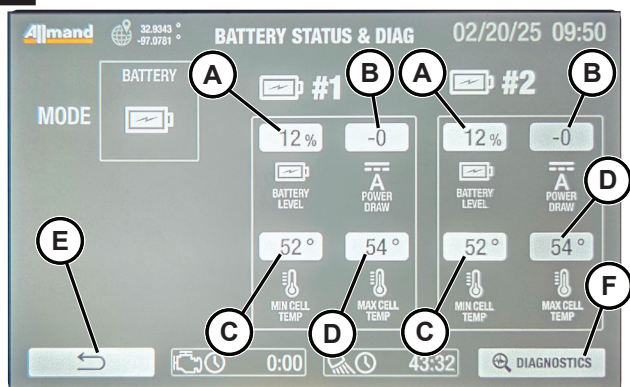 Allmand 32.9343 ° BATTERY STATUS & DIAG 02/20/25 09:50
-97.0781 °
A B A B
BATTERY #1 #2
MODE
12 % -0 12 % -0
D
BATTERY LEVEL A POWER DRAW BATTERY LEVEL A POWER DRAW
E
52 ° 54 ° 52 ° 54 °
F
MIN CELL TEMP MAX CELL TEMP MIN CELL TEMP MAX CELL TEMP
C D C
0:00 43:32 DIAGNOSTICS